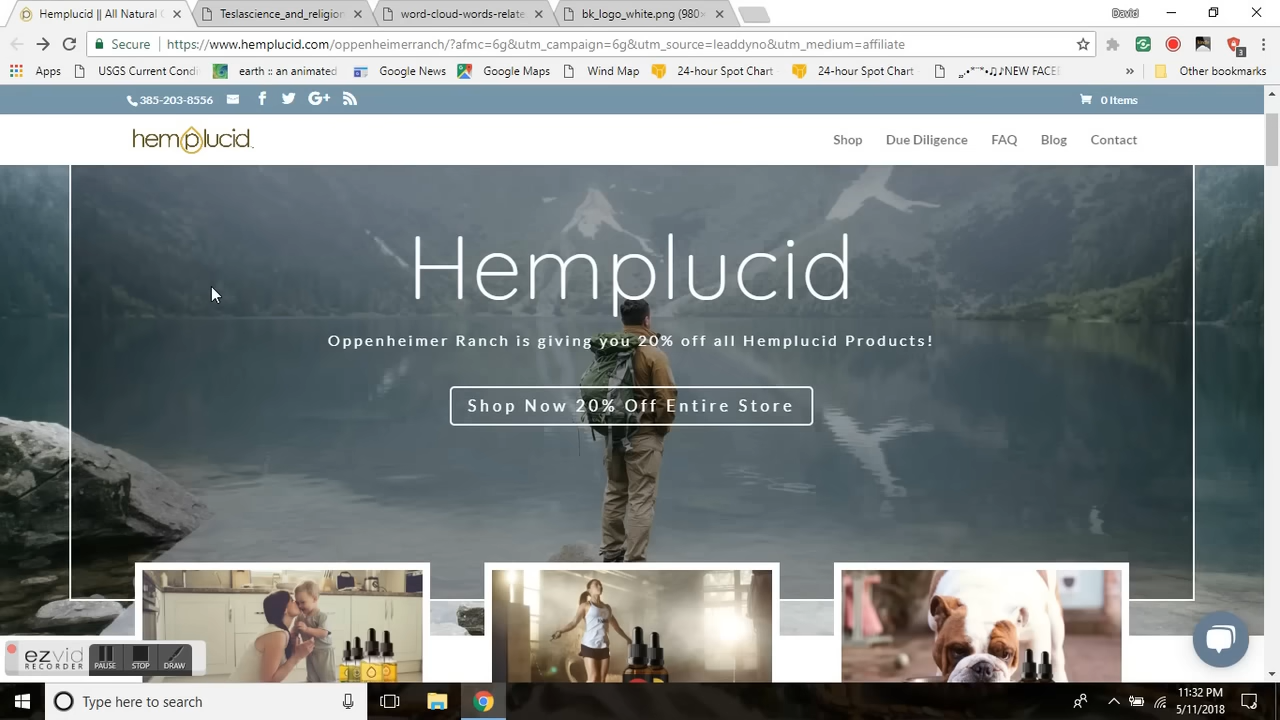 Hemplucid || All Natural
Teslascience_and_religion
word-cloud-words-relate
bk_logo_white.png (980×
David
Secure
https://www.hemplucid.com/oppenheimerranch/?afmc=6g&utm_campaign=6g&utm_source=leaddyno&utm_medium=affiliate
3
Apps
USGS Current Condi
earth :: an animated
Google News
Google Maps
Wind Map
24-hour Spot Chart
24-hour Spot Chart
NEW FACE
»
Other bookmarks
385-203-8556
0 Items
hemplucid
Shop
Due Diligence
FAQ
Blog
Contact
Hemplucid
Oppenheimer Ranch is giving you 20% off all Hemplucid Products!
Shop Now 20% Off Entire Store
ezvid
RECORDER
PAUSE
STOP
DRAW
Type here to search
11:32 PM
5/11/2018